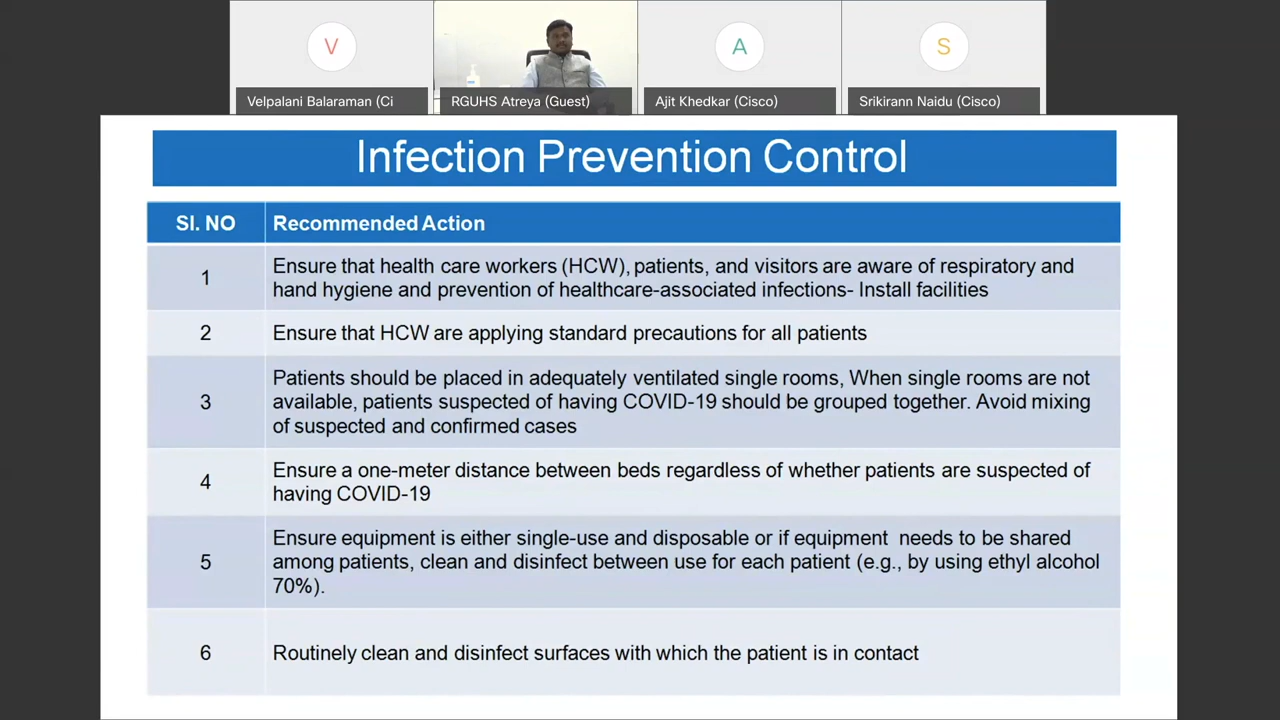 V
A
S
Velpalani Balaraman (Ci
RGUHS Atreya (Guest)
Ajit Khedkar (Cisco)
Srikirann Naidu (Cisco)
Infection Prevention Control
SI. NO
Recommended Action
1
Ensure that health care workers (HCW), patients, and visitors are aware of respiratory and
hand hygiene and prevention of healthcare-associated infections- Install facilities
2
Ensure that HCW are applying standard precautions for all patients
3
Patients should be placed in adequately ventilated single rooms, When single rooms are not
available, patients suspected of having COVID-19 should be grouped together. Avoid mixing
of suspected and confirmed cases
4
Ensure a one-meter distance between beds regardless of whether patients are suspected of
having COVID-19
5
Ensure equipment is either single-use and disposable or if equipment needs to be shared
among patients, clean and disinfect between use for each patient (e.g., by using ethyl alcohol
70%).
6
Routinely clean and disinfect surfaces with which the patient is in contact